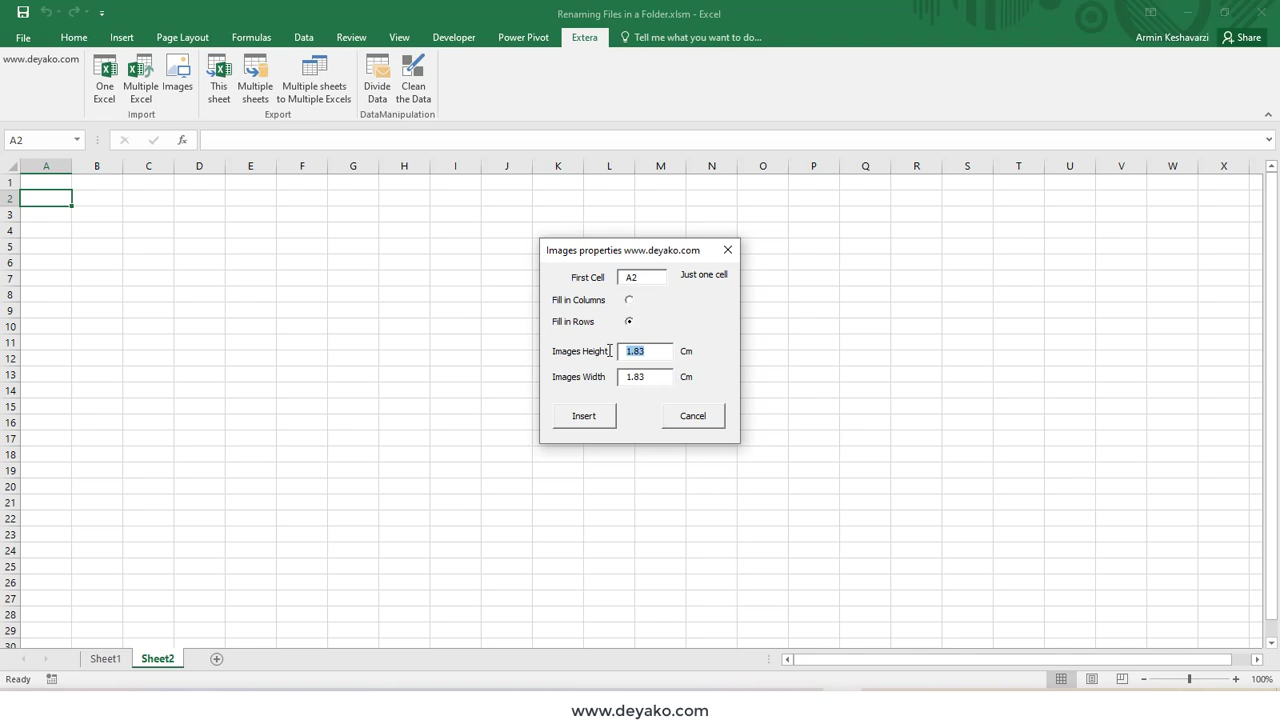 Renaming Files in a Folder.xlsm - Excel
File Home Insert Page Layout Formulas Data Review View Developer Power Pivot Extera Tell me what you want to do... Armin Keshavarzi Share
www.deyako.com
One Excel
Multiple Excel
Images
This sheet
Multiple sheets
Multiple sheets to Multiple Excels
Divide Data
Clean the Data
Import Export DataManipulation
A2 fx
A B C D E F G H I J K L M N O P Q R S T U V W X
1
2
3
4
5
6
7
8
9
10
11
12
13
14
15
16
17
18
19
20
21
22
23
24
25
26
27
28
29
30
Images properties www.deyako.com
First Cell A2 Just one cell
Fill in Columns
Fill in Rows
Images Height 1.83 Cm
Images Width 1.83 Cm
Insert Cancel
Sheet1 Sheet2
Ready 100%
www.deyako.com